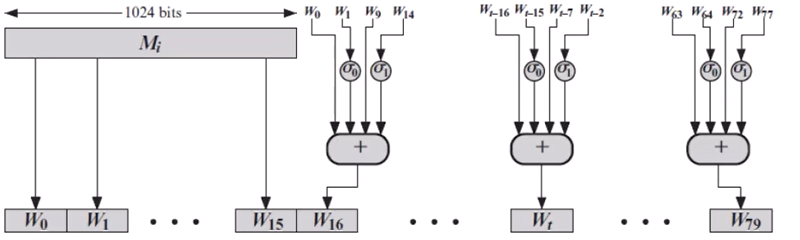 1024 bits
W0 W1 W9 W14
Wt–16 Wt–15 Wt–7 Wt–2
W63 W64 W72 W77
Mi
σ0 σ1
σ0 σ1
σ0 σ1
+
+
+
W0 W1 • • • W15 W16 • • • Wt • • • W79